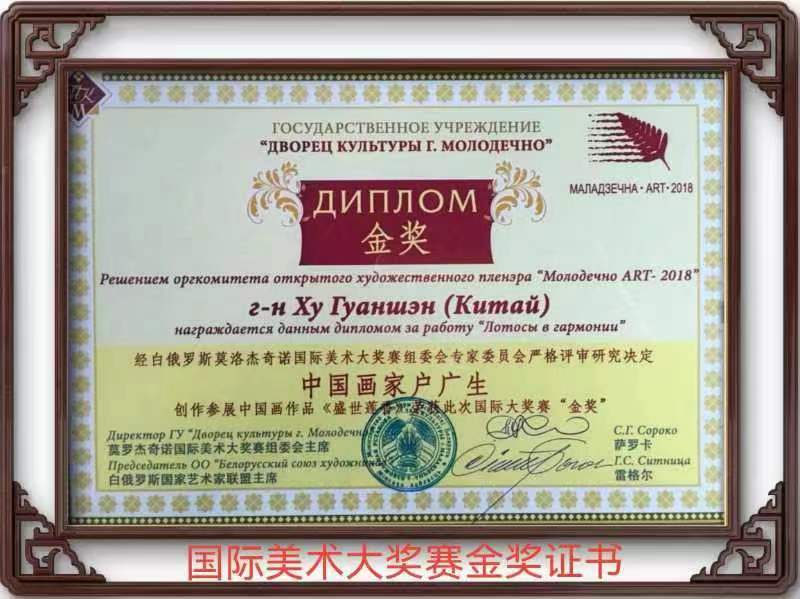 ГОСУДАРСТВЕННОЕ УЧРЕЖДЕНИЕ
"ДВОРЕЦ КУЛЬТУРЫ Г. МОЛОДЕЧНО"
МАЛАДЗЕЧНА · ART · 2018
ДИПЛОМ
金奖
Решением оргкомитета открытого художественного пленэра "Молодечно ART- 2018"
г-н Ху Гуаншэн (Китай)
награждается данным дипломом за работу "Лотосы в гармонии"
经白俄罗斯莫洛杰奇诺国际美术大奖赛组委会专家委员会严格评审研究决定
中国画家户广生
创作参展中国画作品《盛世莲香》荣获此次国际大奖赛“金奖”
Директор ГУ "Дворец культуры г. Молодечно
С.Г. Сороко
莫罗杰奇诺国际美术大奖赛组委会主席
萨罗卡
Председатель ОО "Белорусский союз художник
Г.С. Ситница
白俄罗斯国家艺术家联盟主席
雷格尔
国际美术大奖赛金奖证书